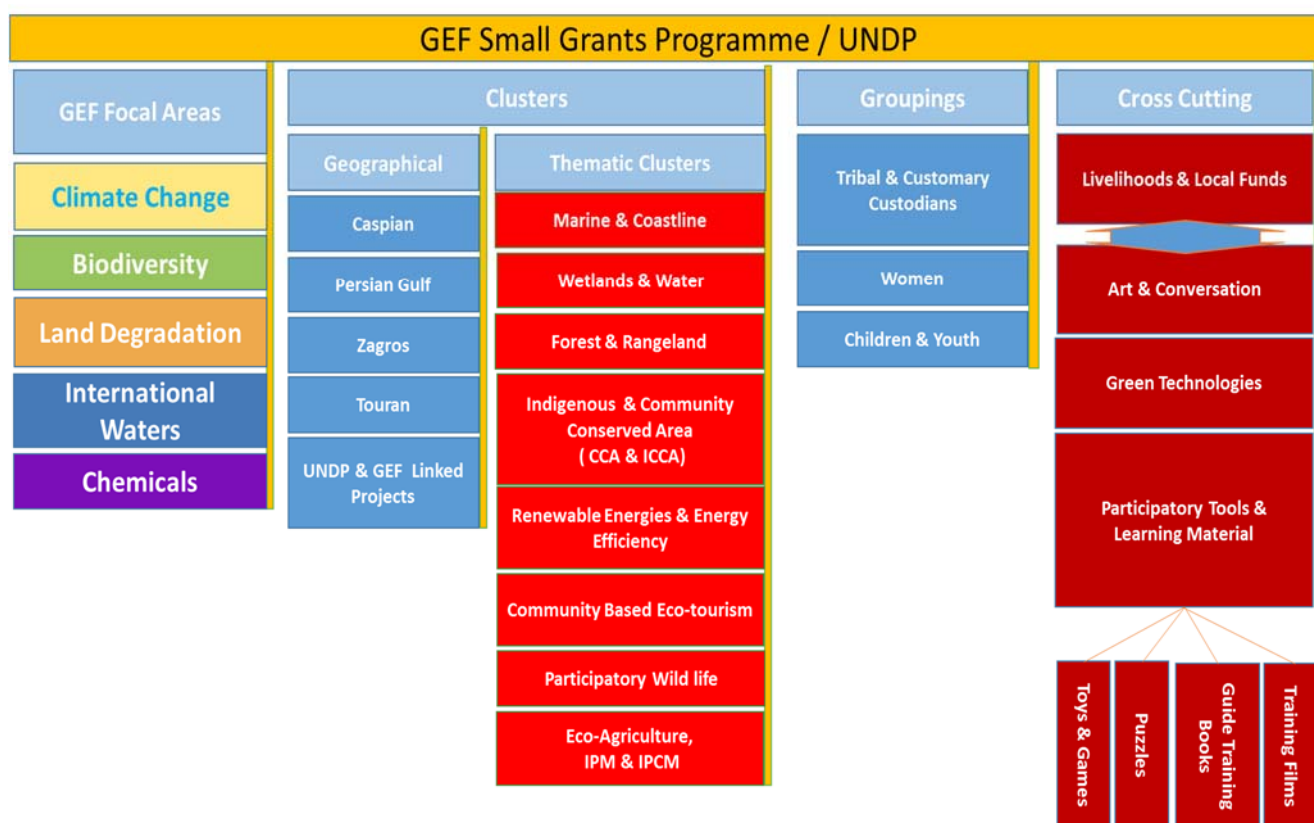 GEF Small Grants Programme / UNDP
GEF Focal Areas
Climate Change
Biodiversity
Land Degradation
International
Waters
Chemicals
Clusters
Geographical
Caspian
Persian Gulf
Zagros
Touran
UNDP & GEF Linked
Projects
Thematic Clusters
Marine & Coastline
Wetlands & Water
Forest & Rangeland
Indigenous & Community
Conserved Area
( CCA & ICCA)
Renewable Energies & Energy
Efficiency
Community Based Eco-tourism
Participatory Wild life
Eco-Agriculture,
IPM & IPCM
Groupings
Tribal & Customary
Custodians
Women
Children & Youth
Cross Cutting
Livelihoods & Local Funds
Art & Conversation
Green Technologies
Participatory Tools &
Learning Material
Toys & Games
Puzzles
Guide Training
Books
Training Films